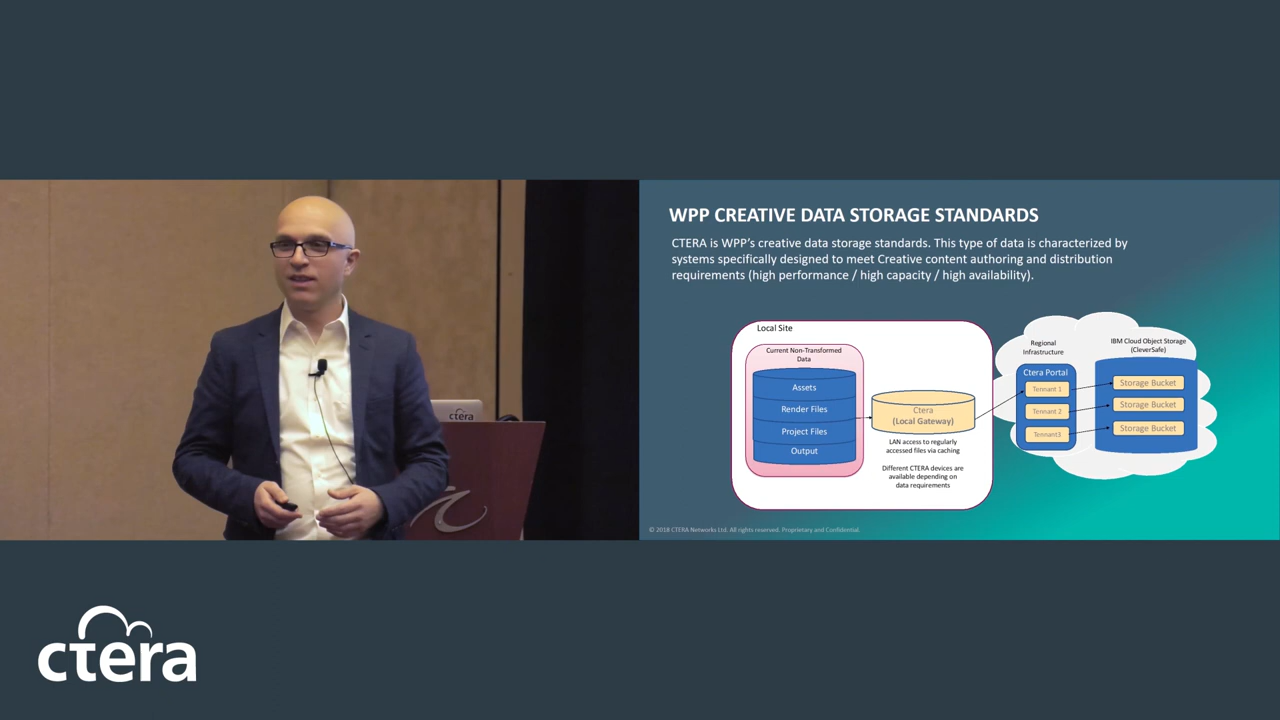 WPP CREATIVE DATA STORAGE STANDARDS
CTERA is WPP's creative data storage standards. This type of data is characterized by
systems specifically designed to meet Creative content authoring and distribution
requirements (high performance / high capacity / high availability).
Local Site
Current Non-Transformed
Data
Assets
Render Files
Project Files
Output
Ctera
(Local Gateway)
LAN access to regularly
accessed files via caching
Different CTERA devices are
available depending on
data requirements
Regional
Infrastructure
Ctera Portal
Tennant 1
Tennant 2
Tennant3
IBM Cloud Object Storage
(CleverSafe)
Storage Bucket
Storage Bucket
Storage Bucket
© 2018 CTERA Networks Ltd. All rights reserved. Proprietary and Confidential.
ctera
ctera